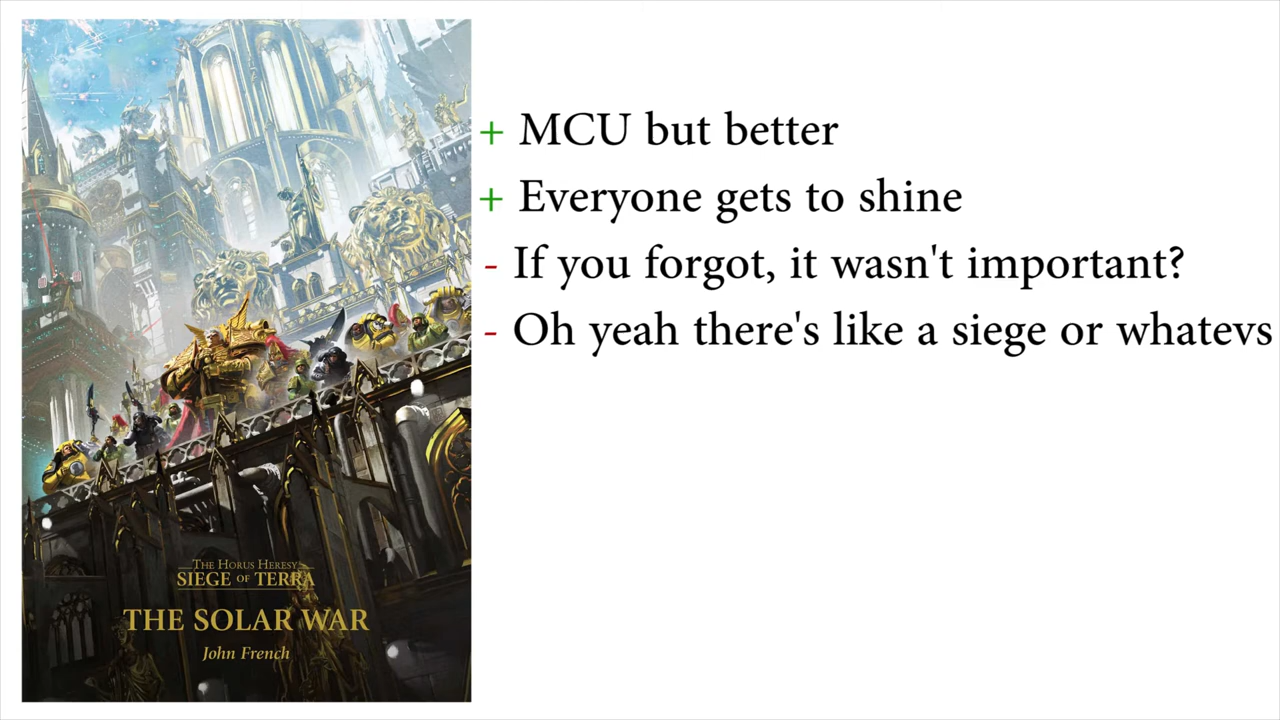 + MCU but better
+ Everyone gets to shine
- If you forgot, it wasn't important?
- Oh yeah there's like a siege or whatevs
THE HORUS HERESY
SIEGE OF TERRA
THE SOLAR WAR
John French